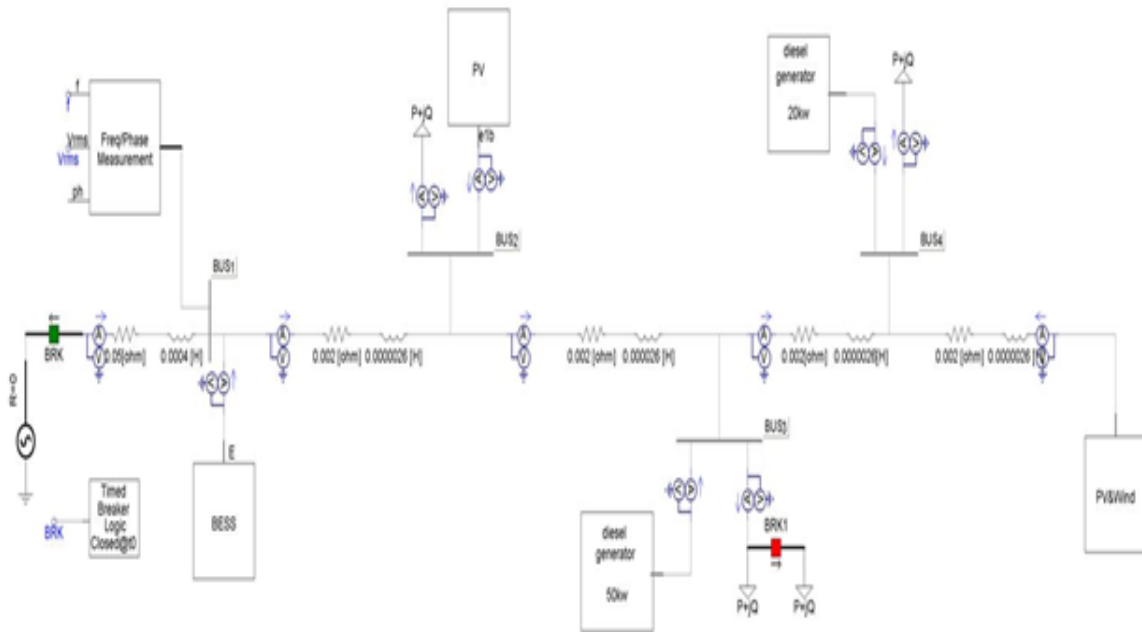 f
f
Vrms
Vrms
ph
Freq/Phase
Measurement
PV
e1b
P+jQ
diesel
generator
20kw
P+jQ
BUS1
BUS2
BUS4
BRK
0.05[ohm]
0.0004 [H]
0.002 [ohm]
0.0000026 [H]
0.002 [ohm]
0.000026 [H]
0.002[ohm]
0.0000026[H]
0.002 [ohm]
0.0000026
R=0
E
BESS
Timed
Breaker
Logic
Closed@t0
BRK
BUS3
diesel
generator
50kw
BRK1
P+jQ
P+jQ
PV&Wind